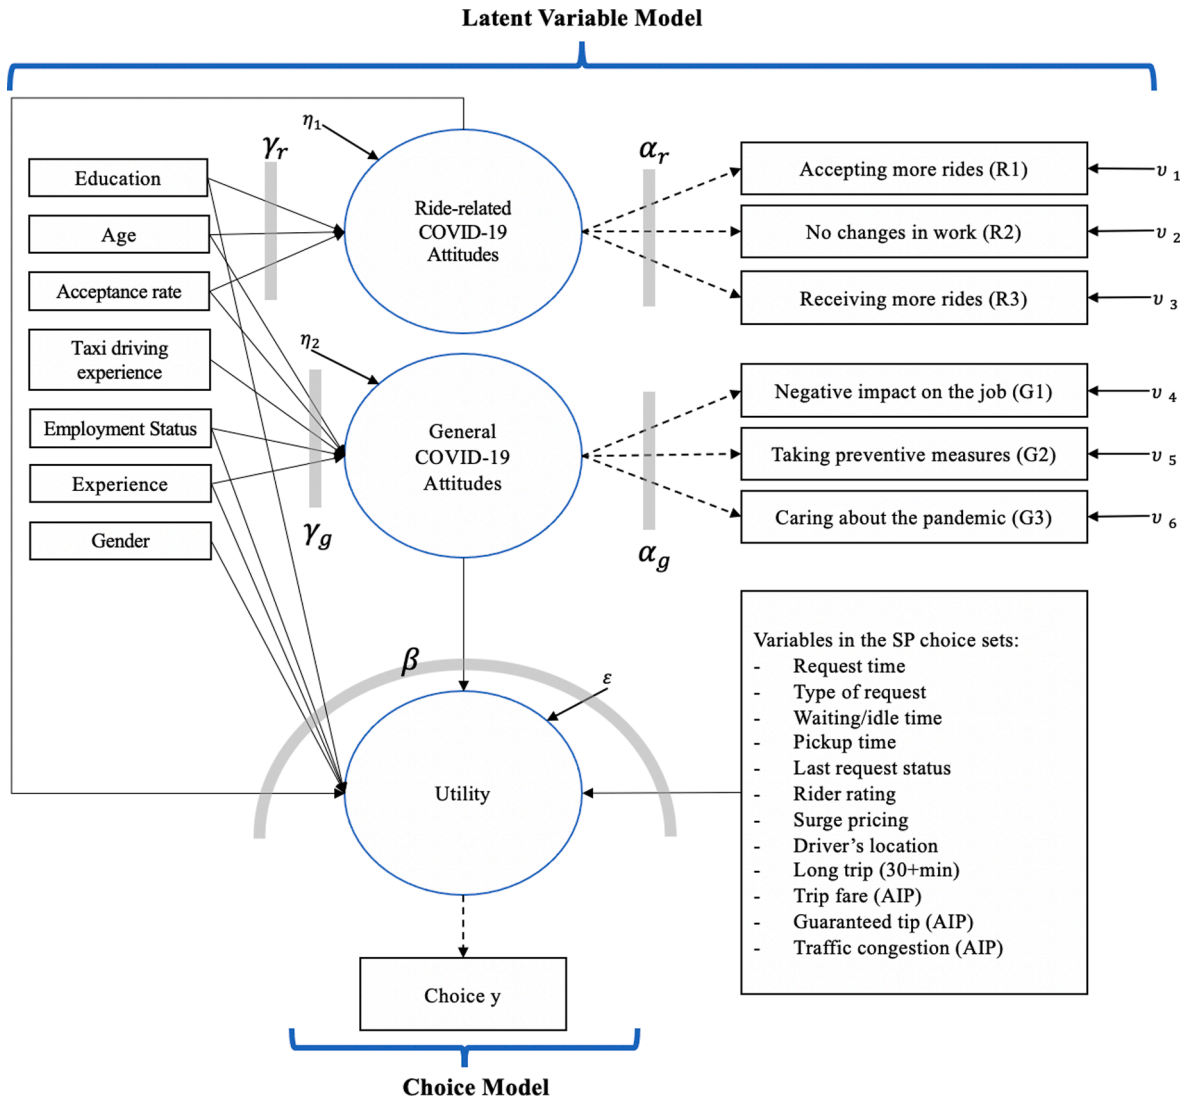 Latent Variable Model
η1
γr
αr
Education
Age
Acceptance rate
Taxi driving
experience
Employment Status
Experience
Gender
Ride-related
COVID-19
Attitudes
Accepting more rides (R1)
No changes in work (R2)
Receiving more rides (R3)
υ 1
υ 2
υ 3
η2
γg
General
COVID-19
Attitudes
αg
Negative impact on the job (G1)
Taking preventive measures (G2)
Caring about the pandemic (G3)
υ 4
υ 5
υ 6
β
ε
Utility
Variables in the SP choice sets:
- Request time
- Type of request
- Waiting/idle time
- Pickup time
- Last request status
- Rider rating
- Surge pricing
- Driver's location
- Long trip (30+min)
- Trip fare (AIP)
- Guaranteed tip (AIP)
- Traffic congestion (AIP)
Choice y
Choice Model